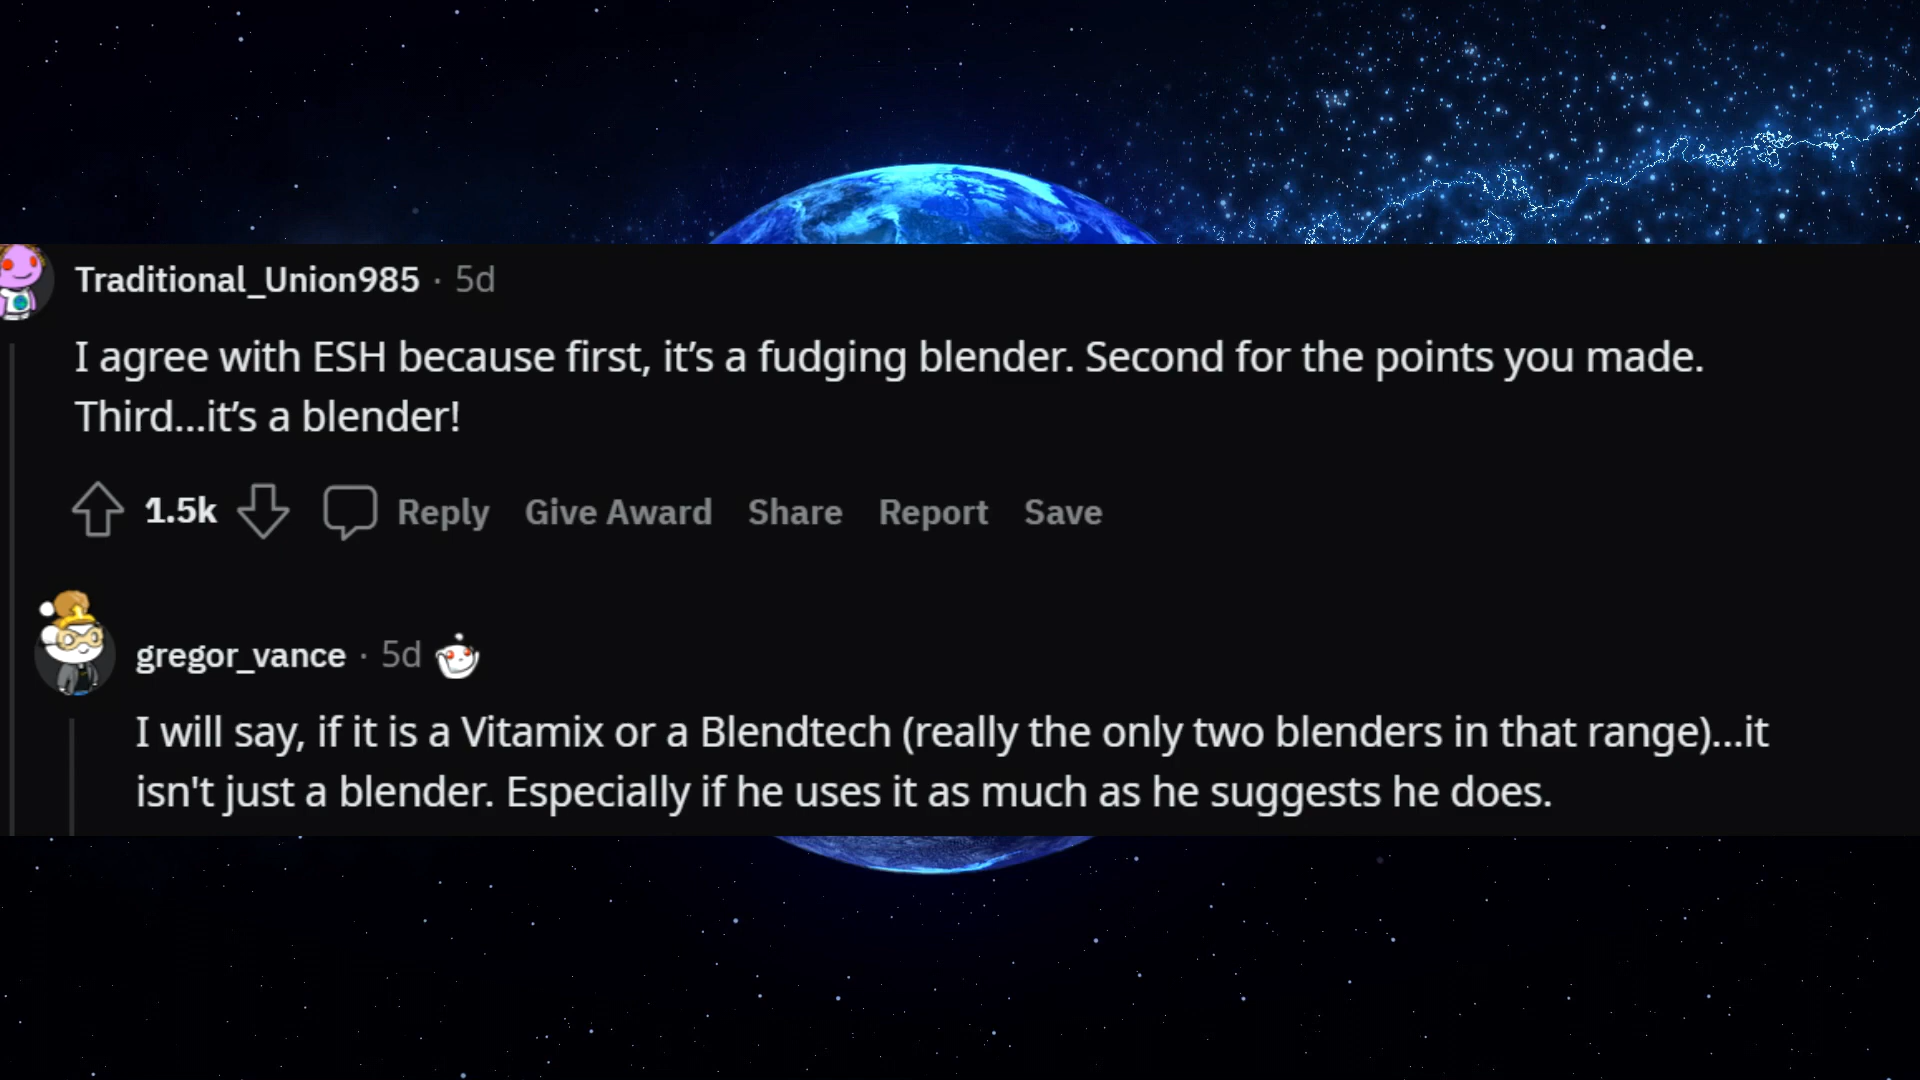 Traditional_Union985 · 5d
I agree with ESH because first, it’s a fudging blender. Second for the points you made.
Third...it’s a blender!
1.5k Reply Give Award Share Report Save
gregor_vance · 5d
I will say, if it is a Vitamix or a Blendtech (really the only two blenders in that range)...it
isn't just a blender. Especially if he uses it as much as he suggests he does.